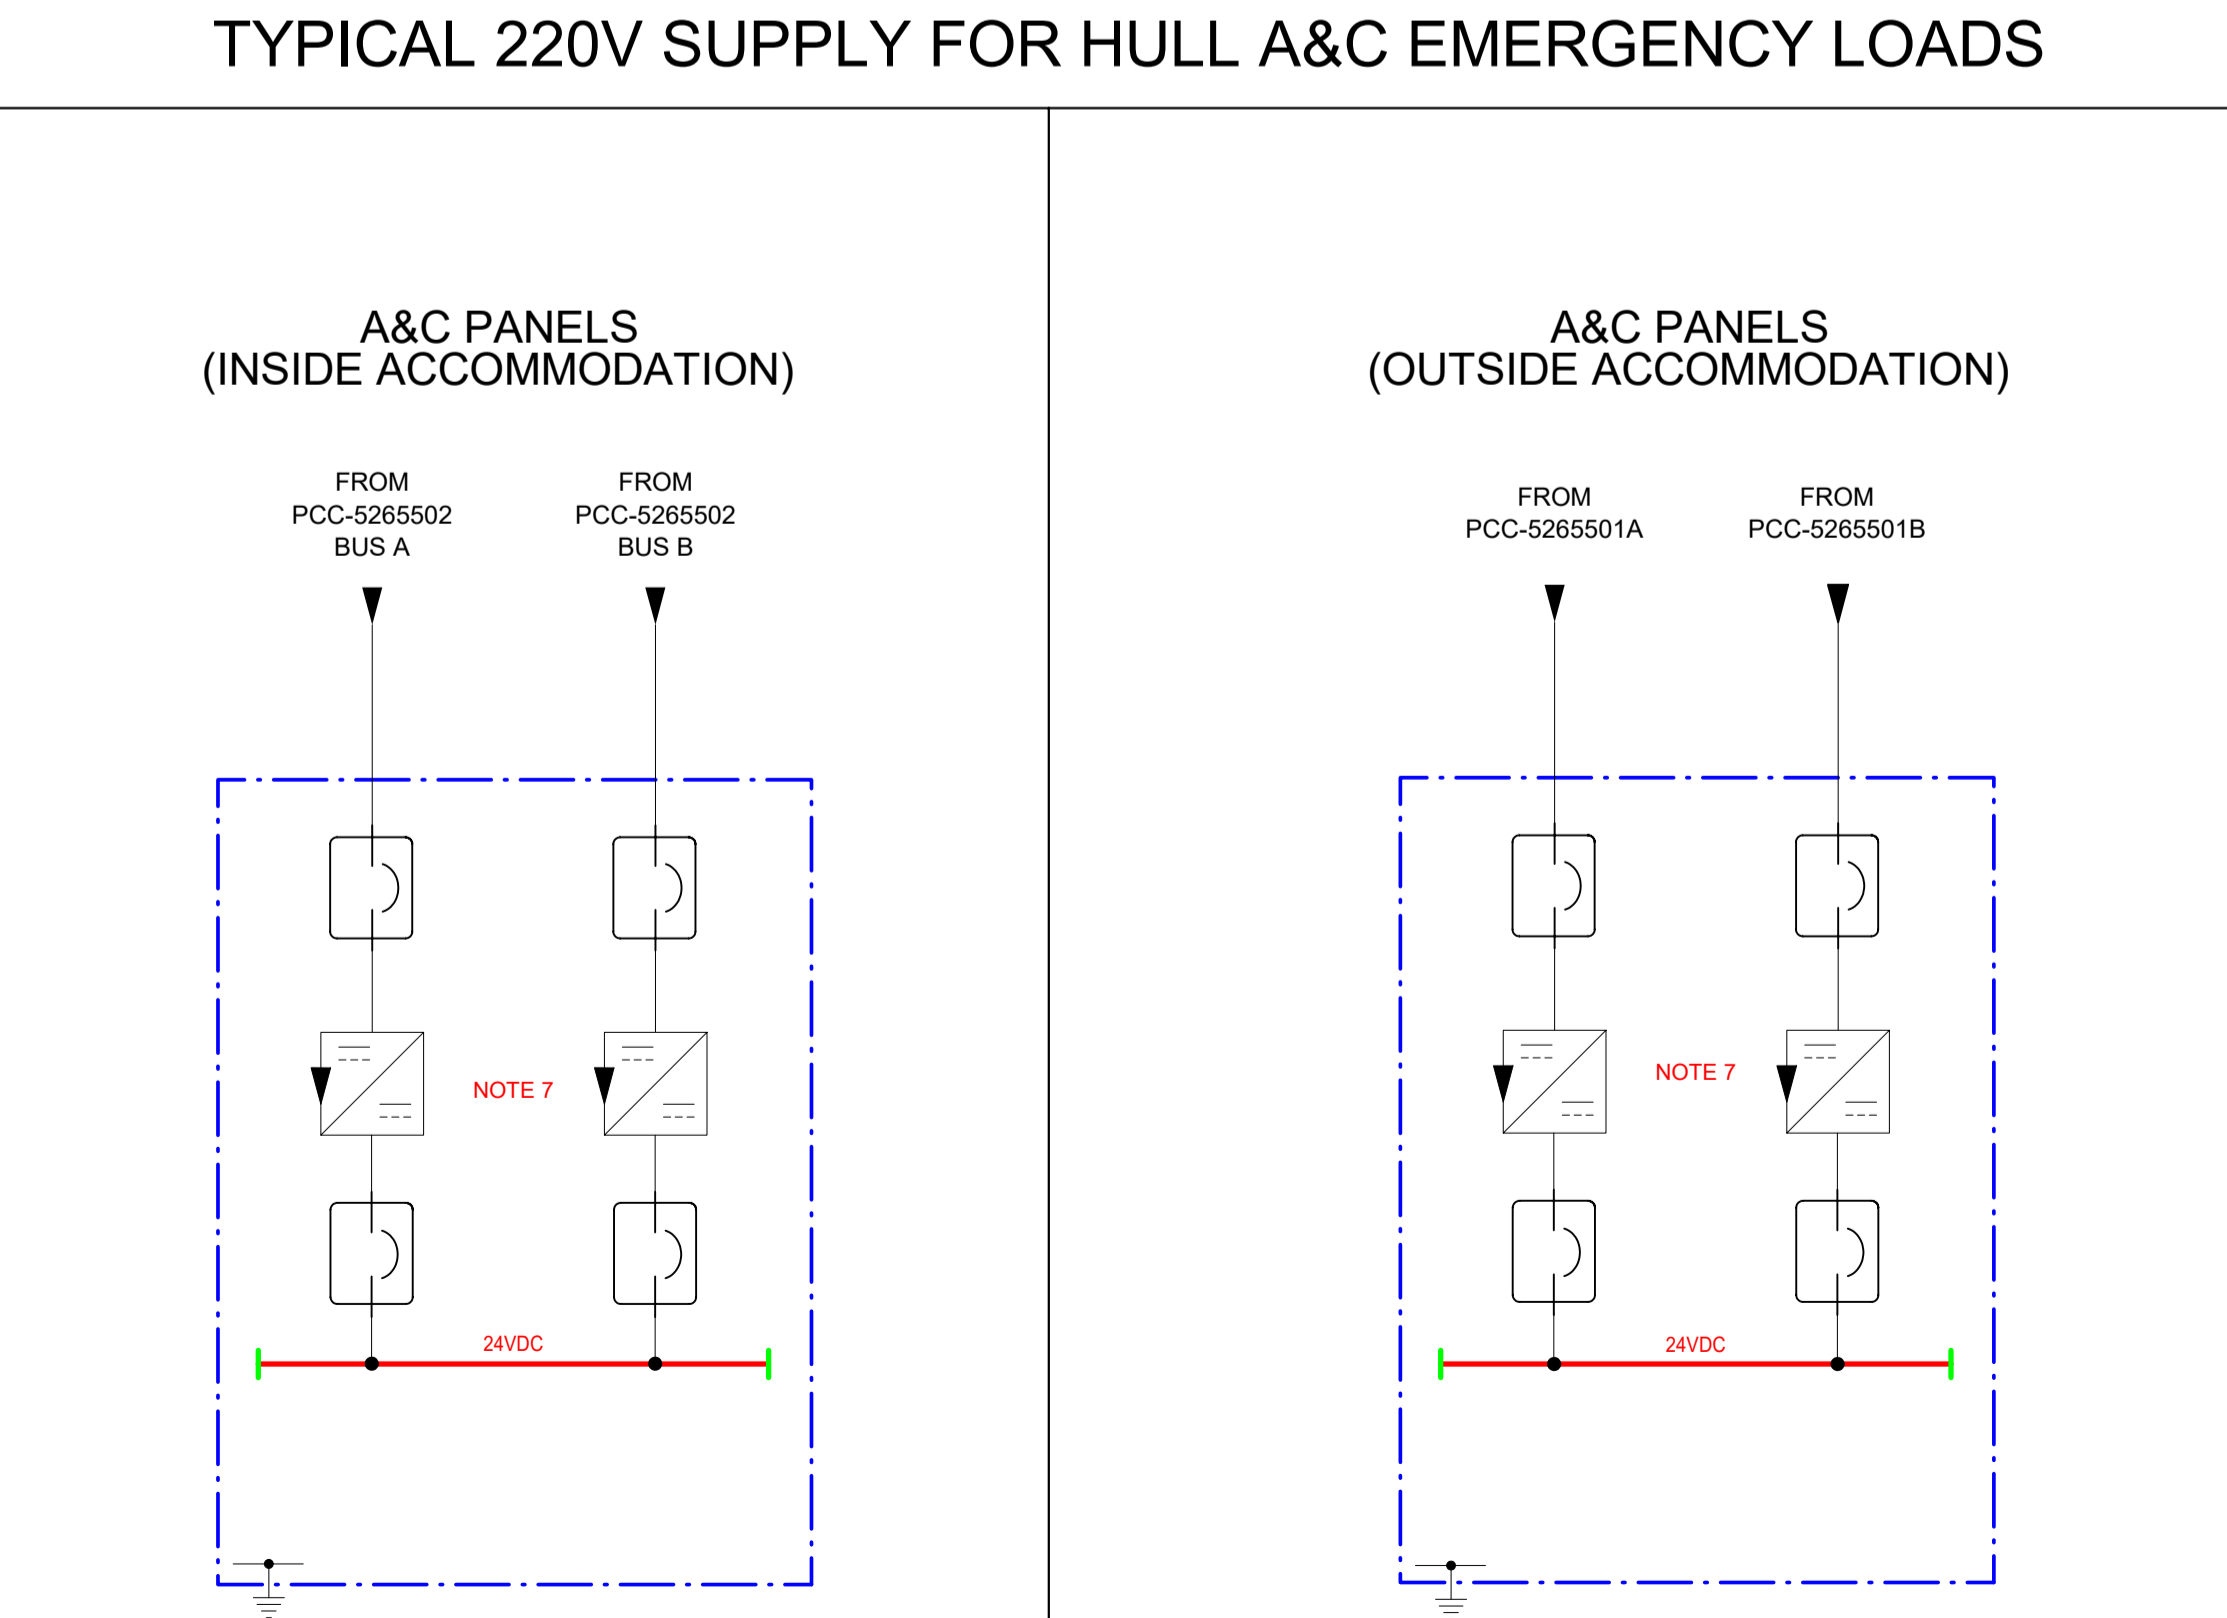 TYPICAL 220V SUPPLY FOR HULL A&C EMERGENCY LOADS
A&C PANELS
(INSIDE ACCOMMODATION)
FROM
PCC-5265502
BUS A
FROM
PCC-5265502
BUS B
NOTE 7
24VDC
A&C PANELS
(OUTSIDE ACCOMMODATION)
FROM
PCC-5265501A
FROM
PCC-5265501B
NOTE 7
24VDC